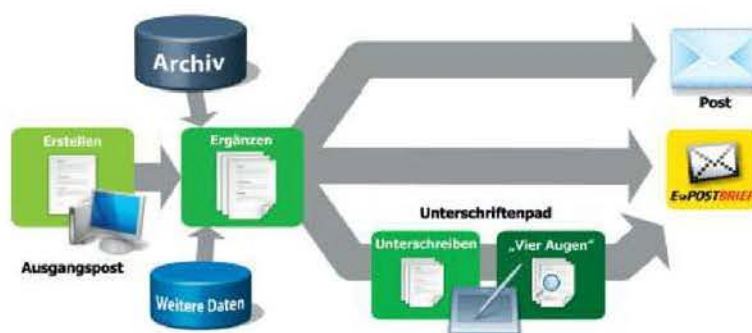 Archiv
Erstellen
Ergänzen
Post
Unterschriftenpad
E-POSTBRIEF
Unterschreiben
„Vier Augen“
Ausgangspost
Weitere Daten